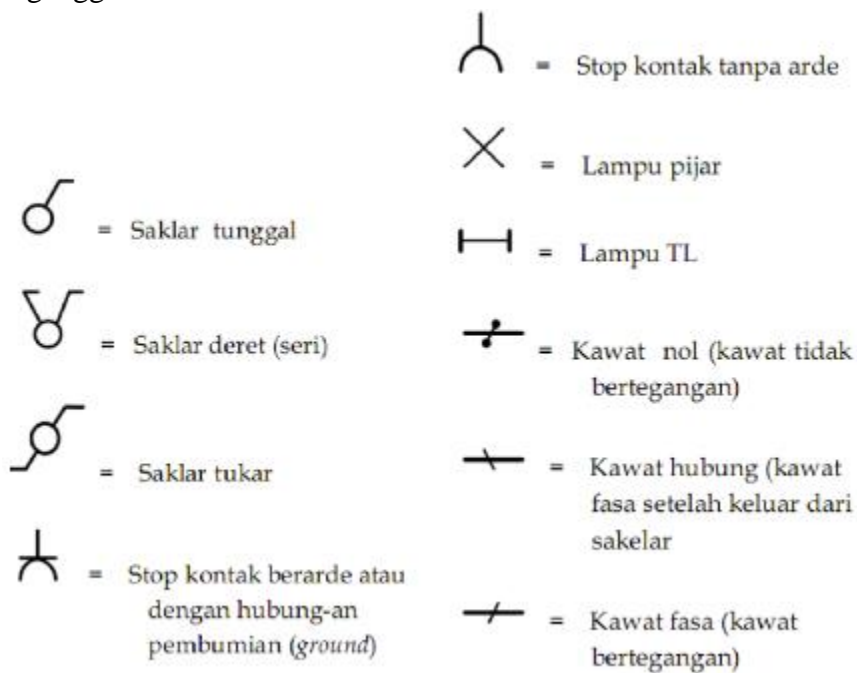 = Saklar tunggal
= Saklar deret (seri)
= Saklar tukar
= Stop kontak berarde atau
dengan hubung-an
pembumian (ground)
= Stop kontak tanpa arde
= Lampu pijar
= Lampu TL
= Kawat nol (kawat tidak
bertegangan)
= Kawat hubung (kawat
fasa setelah keluar dari
sakelar
= Kawat fasa (kawat
bertegangan)